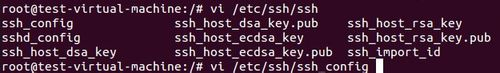 root@test-virtual-machine:/# vi /etc/ssh/ssh
ssh_config ssh_host_dsa_key.pub ssh_host_rsa_key
sshd_config ssh_host_ecdsa_key ssh_host_rsa_key.pub
ssh_host_dsa_key ssh_host_ecdsa_key.pub ssh_import_id
root@test-virtual-machine:/# vi /etc/ssh/ssh_config